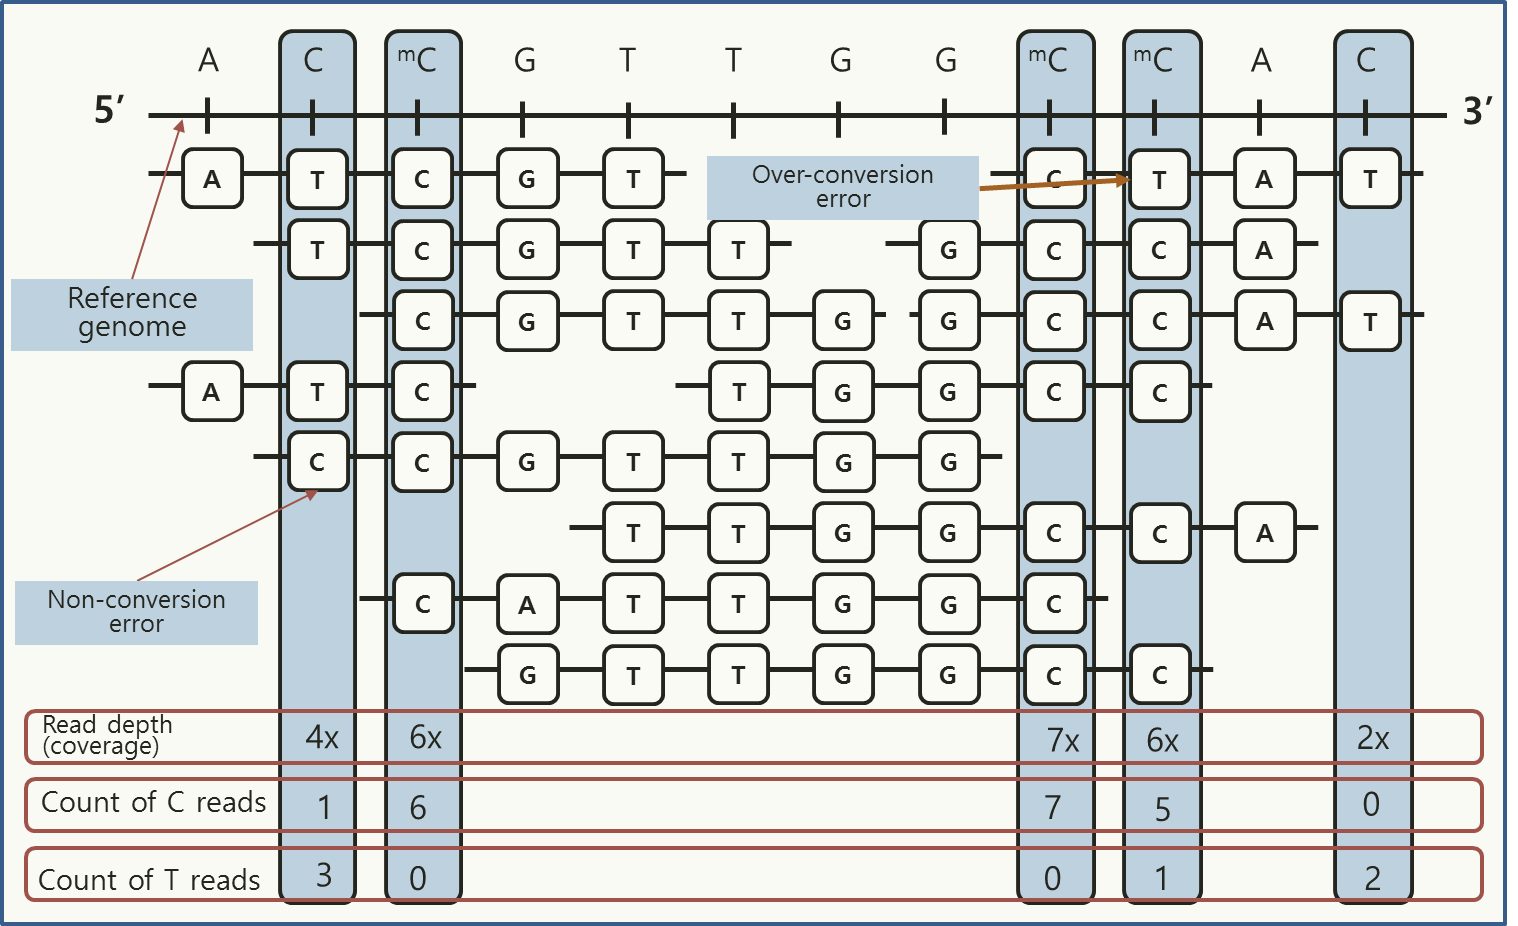 A C mC G T T G G mC mC A C
5’ 3’
A T C G T C T A T
Over-conversion
error
T C G T T G C C A
Reference
genome
C G T T G G C C A T
A T C T G G C C
C C G T T G G
T T G G C C A
Non-conversion
error
C A T T G G C
G T T G G C C
Read depth
(coverage)
4x 6x 7x 6x 2x
Count of C reads 1 6 7 5 0
Count of T reads 3 0 0 1 2